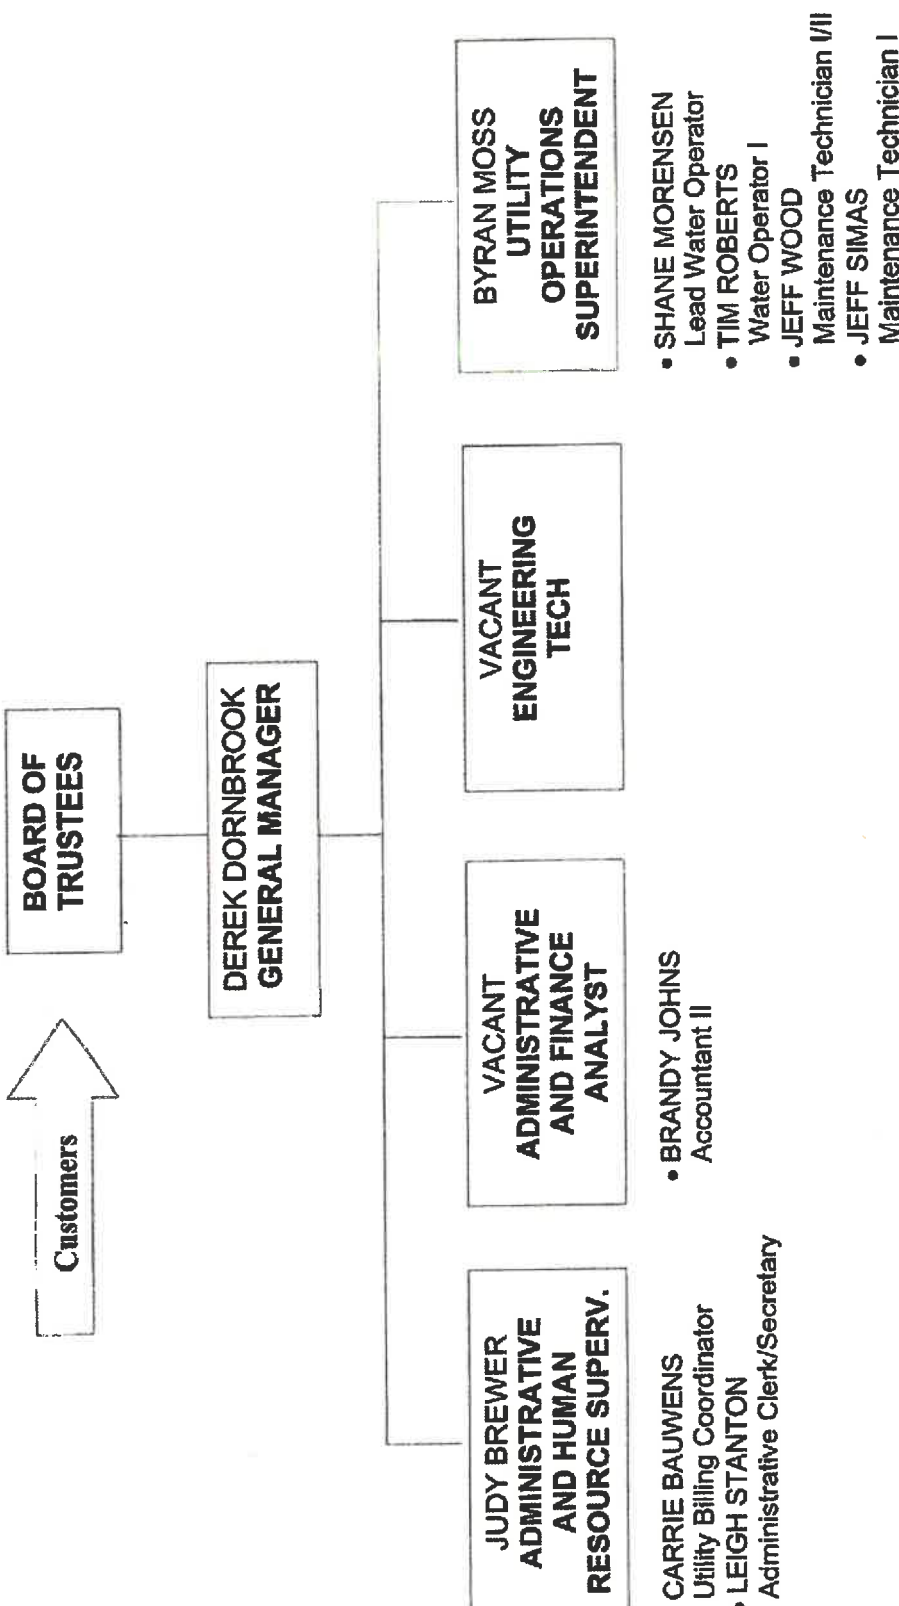 Customers
BOARD OF
TRUSTEES
DEREK DORNBROOK
GENERAL MANAGER
JUDY BREWER
ADMINISTRATIVE
AND HUMAN
RESOURCE SUPERV.
CARRIE BAUWENS
Utility Billing Coordinator
• LEIGH STANTON
Administrative Clerk/Secretary
VACANT
ADMINISTRATIVE
AND FINANCE
ANALYST
• BRANDY JOHNS
Accountant II
VACANT
ENGINEERING
TECH
BYRAN MOSS
UTILITY
OPERATIONS
SUPERINTENDENT
• SHANE MORENSEN
Lead Water Operator
• TIM ROBERTS
Water Operator I
• JEFF WOOD
Maintenance Technician I/II
• JEFF SIMAS
Maintenance Technician I